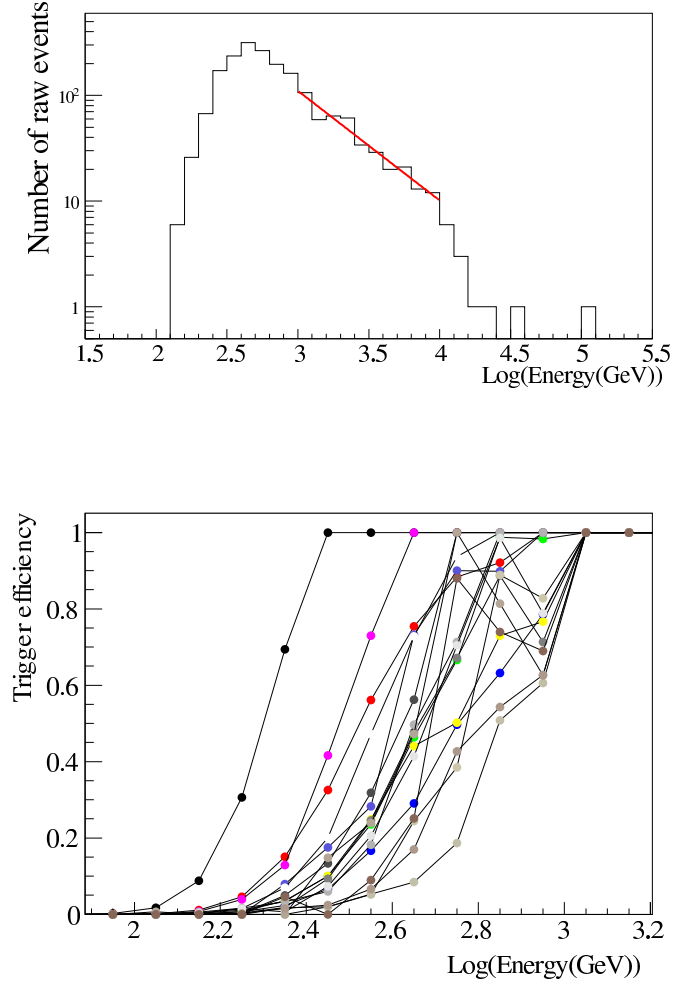 Number of raw events
10²
10
1
1.5 2 2.5 3 3.5 4 4.5 5 5.5
Log(Energy(GeV))
Trigger efficiency
1
0.8
0.6
0.4
0.2
0
2 2.2 2.4 2.6 2.8 3 3.2
Log(Energy(GeV))